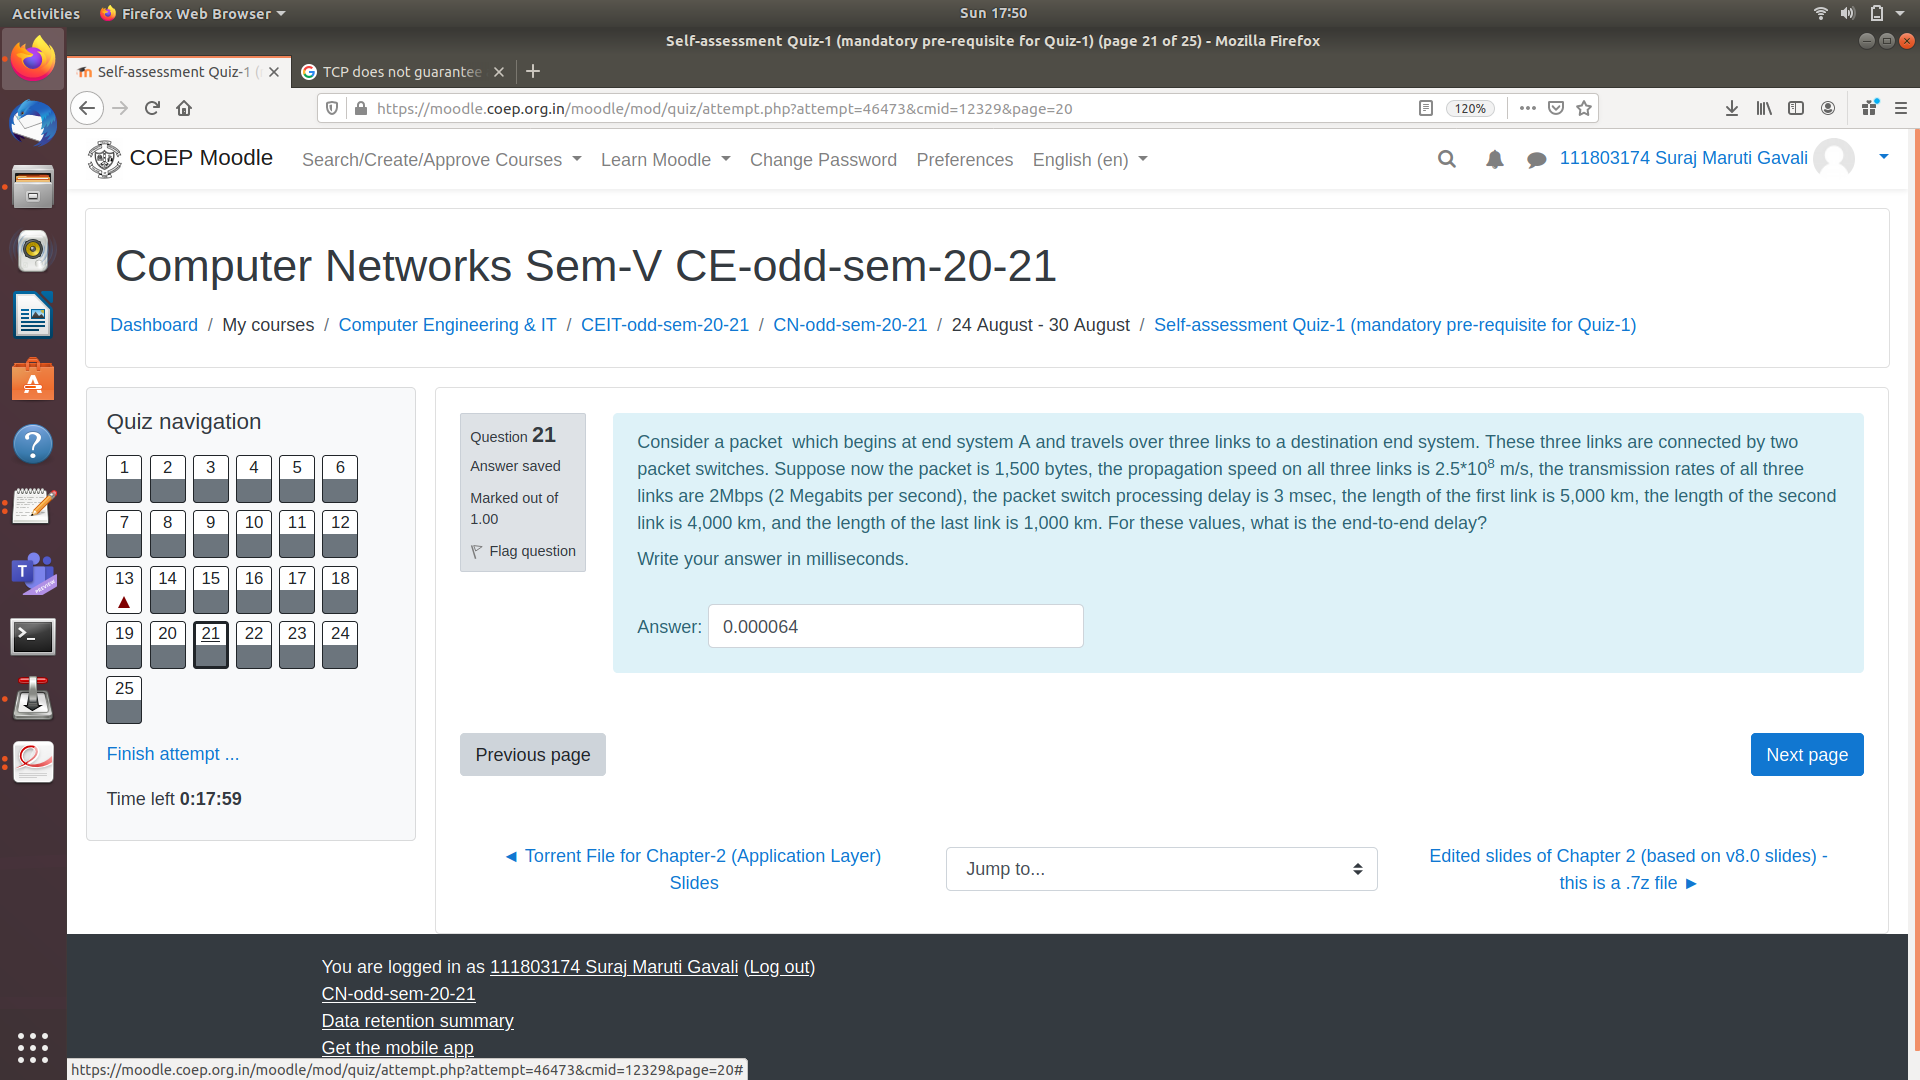 Activities
Firefox Web Browser
Sun 17:50
Self-assessment Quiz-1 (mandatory pre-requisite for Quiz-1) (page 21 of 25) - Mozilla Firefox
Self-assessment Quiz-1 (
TCP does not guarantee
https://moodle.coep.org.in/moodle/mod/quiz/attempt.php?attempt=46473&cmid=12329&page=20
120%
COEP Moodle
Search/Create/Approve Courses
Learn Moodle
Change Password
Preferences
English (en)
111803174 Suraj Maruti Gavali
Computer Networks Sem-V CE-odd-sem-20-21
Dashboard / My courses / Computer Engineering & IT / CEIT-odd-sem-20-21 / CN-odd-sem-20-21 / 24 August - 30 August / Self-assessment Quiz-1 (mandatory pre-requisite for Quiz-1)
Quiz navigation
1 2 3 4 5 6
7 8 9 10 11 12
13 14 15 16 17 18
19 20 21 22 23 24
25
Finish attempt ...
Time left 0:17:59
Question 21
Answer saved
Marked out of
1.00
Flag question
Consider a packet which begins at end system A and travels over three links to a destination end system. These three links are connected by two
packet switches. Suppose now the packet is 1,500 bytes, the propagation speed on all three links is 2.5*10⁸ m/s, the transmission rates of all three
links are 2Mbps (2 Megabits per second), the packet switch processing delay is 3 msec, the length of the first link is 5,000 km, the length of the second
link is 4,000 km, and the length of the last link is 1,000 km. For these values, what is the end-to-end delay?
Write your answer in milliseconds.
Answer: 0.000064
Previous page
Next page
◄ Torrent File for Chapter-2 (Application Layer)
Slides
Jump to...
Edited slides of Chapter 2 (based on v8.0 slides) -
this is a .7z file ►
You are logged in as 111803174 Suraj Maruti Gavali (Log out)
CN-odd-sem-20-21
Data retention summary
Get the mobile app
https://moodle.coep.org.in/moodle/mod/quiz/attempt.php?attempt=46473&cmid=12329&page=20#